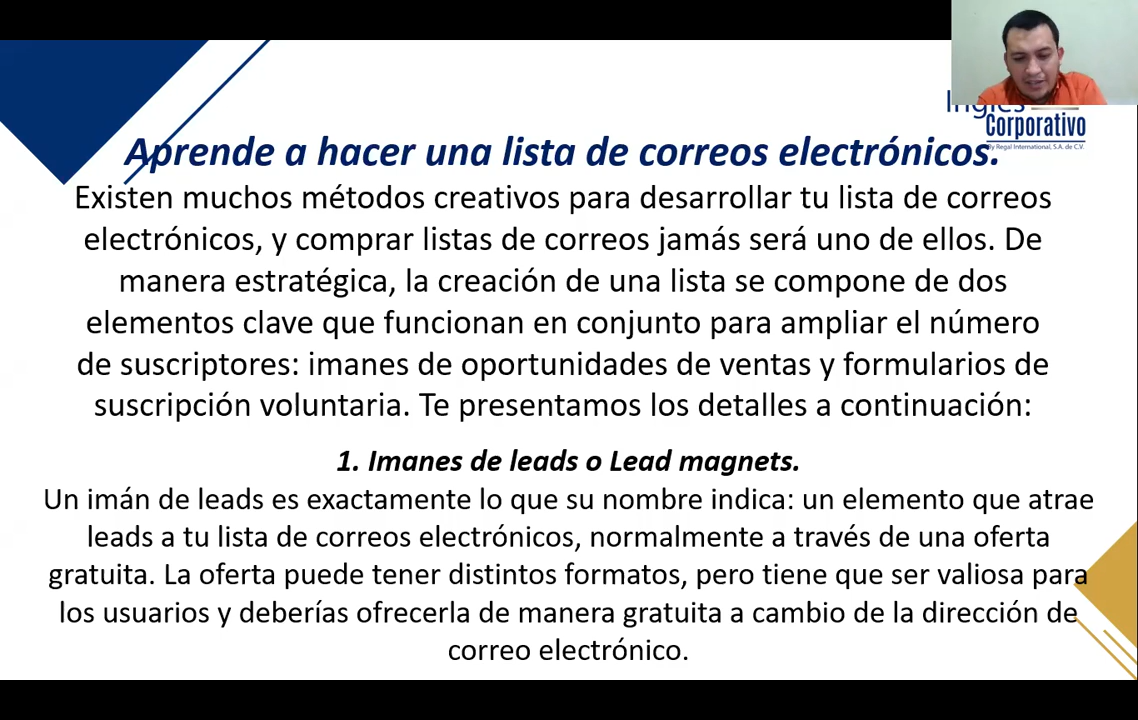 Inglés
Corporativo
By Regal International, S.A. de C.V.
Aprende a hacer una lista de correos electrónicos.
Existen muchos métodos creativos para desarrollar tu lista de correos
electrónicos, y comprar listas de correos jamás será uno de ellos. De
manera estratégica, la creación de una lista se compone de dos
elementos clave que funcionan en conjunto para ampliar el número
de suscriptores: imanes de oportunidades de ventas y formularios de
suscripción voluntaria. Te presentamos los detalles a continuación:
1. Imanes de leads o Lead magnets.
Un imán de leads es exactamente lo que su nombre indica: un elemento que atrae
leads a tu lista de correos electrónicos, normalmente a través de una oferta
gratuita. La oferta puede tener distintos formatos, pero tiene que ser valiosa para
los usuarios y deberías ofrecerla de manera gratuita a cambio de la dirección de
correo electrónico.